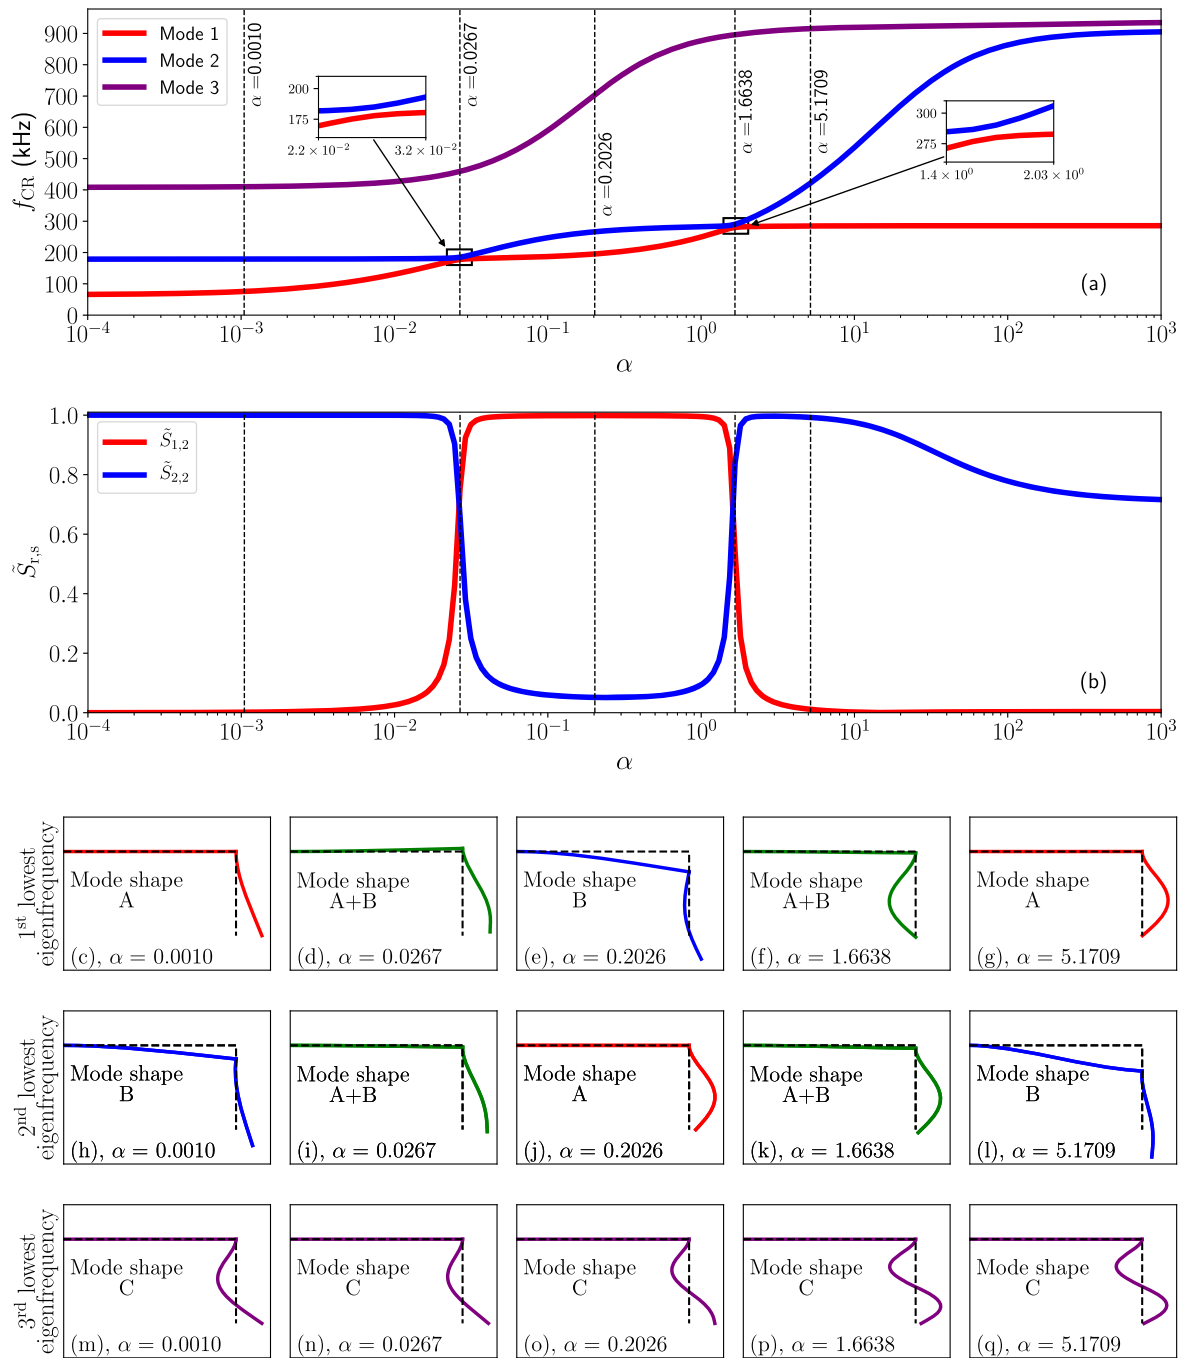 Mode 1
Mode 2
Mode 3
α =0.0010
α =0.0267
α =0.2026
α =1.6638
α =5.1709
200
175
2.2 × 10⁻²
3.2 × 10⁻²
300
275
1.4 × 10⁰
2.03 × 10⁰
900
800
700
600
500
400
300
200
100
0
f_CR (kHz)
(a)
10⁻⁴
10⁻³
10⁻²
10⁻¹
10⁰
10¹
10²
10³
α
1.0
0.8
0.6
0.4
0.2
0.0
S̃_r,s
S̃_1,2
S̃_2,2
(b)
10⁻⁴
10⁻³
10⁻²
10⁻¹
10⁰
10¹
10²
10³
α
1ˢᵗ lowest
eigenfrequency
Mode shape
A
(c), α = 0.0010
Mode shape
A+B
(d), α = 0.0267
Mode shape
B
(e), α = 0.2026
Mode shape
A+B
(f), α = 1.6638
Mode shape
A
(g), α = 5.1709
2ⁿᵈ lowest
eigenfrequency
Mode shape
B
(h), α = 0.0010
Mode shape
A+B
(i), α = 0.0267
Mode shape
A
(j), α = 0.2026
Mode shape
A+B
(k), α = 1.6638
Mode shape
B
(l), α = 5.1709
3ʳᵈ lowest
eigenfrequency
Mode shape
C
(m), α = 0.0010
Mode shape
C
(n), α = 0.0267
Mode shape
C
(o), α = 0.2026
Mode shape
C
(p), α = 1.6638
Mode shape
C
(q), α = 5.1709